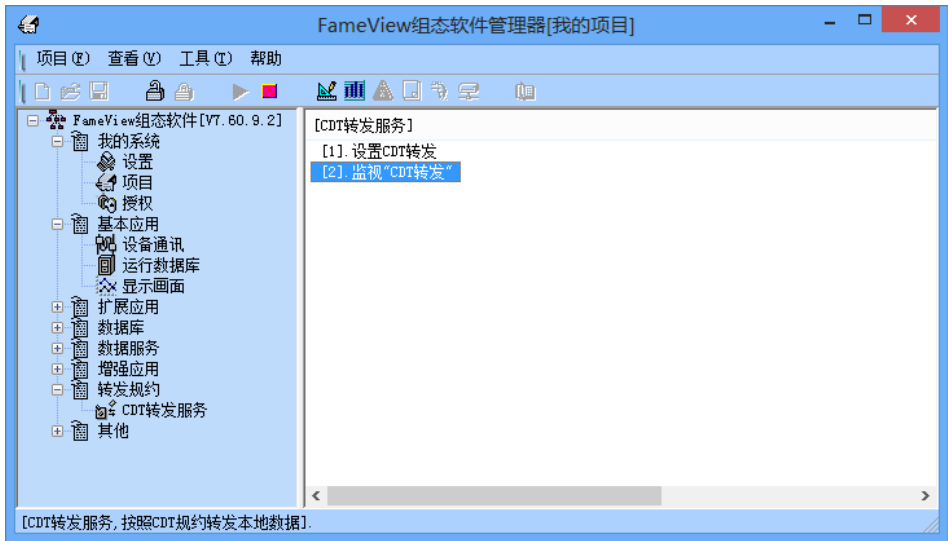 FameView组态软件管理器[我的项目]
项目(F) 查看(V) 工具(T) 帮助
FameView组态软件[V7.60.9.2]
我的系统
设置
项目
授权
基本应用
设备通讯
运行数据库
显示画面
扩展应用
数据库
数据服务
增强应用
转发规约
CDT转发服务
其他
[CDT转发服务]
[1].设置CDT转发
[2].监视"CDT转发"
[CDT转发服务,按照CDT规约转发本地数据].